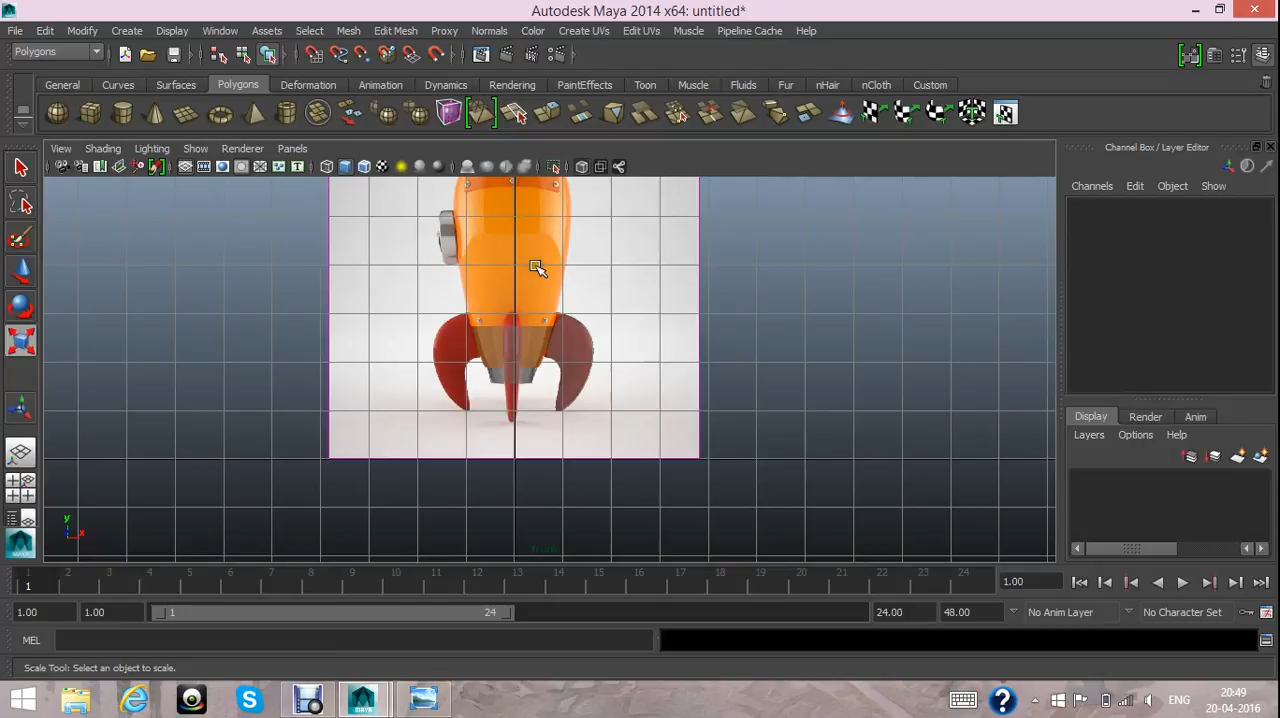 Autodesk Maya 2014 x64: untitled*
File Edit Modify Create Display Window Assets Select Mesh Edit Mesh Proxy Normals Color Create UVs Edit UVs Muscle Pipeline Cache Help
Polygons
General Curves Surfaces Polygons Deformation Animation Dynamics Rendering PaintEffects Toon Muscle Fluids Fur nHair nCloth Custom
View Shading Lighting Show Renderer Panels
Channel Box / Layer Editor
Channels Edit Object Show
Display Render Anim
Layers Options Help
y
x
front
1 2 3 4 5 6 7 8 9 10 11 12 13 14 15 16 17 18 19 20 21 22 23 24
1
1.00
1.00 1.00 1 24 24.00 48.00 No Anim Layer No Character Set
MEL
Scale Tool: Select an object to scale.
ENG
20:49
20-04-2016